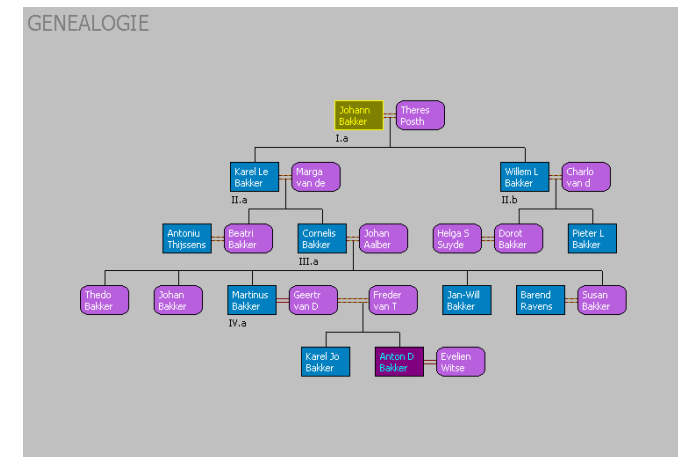 GENEALOGIE
Johann
Bakker
Theres
Posth
I.a
Karel Le
Bakker
Marga
van de
Willem L
Bakker
Charlo
van d
II.a
II.b
Antoniu
Thijssens
Beatri
Bakker
Cornelis
Bakker
Johan
Aalber
Helga S
Suyde
Dorot
Bakker
Pieter L
Bakker
III.a
Thedo
Bakker
Johan
Bakker
Martinus
Bakker
Geertr
van D
Freder
van T
Jan-Will
Bakker
Barend
Ravens
Susan
Bakker
IV.a
Karel Jo
Bakker
Anton D
Bakker
Evelien
Witse